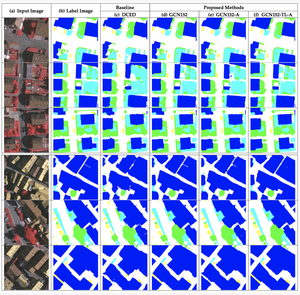 Baseline
Proposed Methods
(a) Input Image
(b) Label Image
(c) DCED
(d) GCN152
(e) GCN152-A
(f) GCN152-TL-A